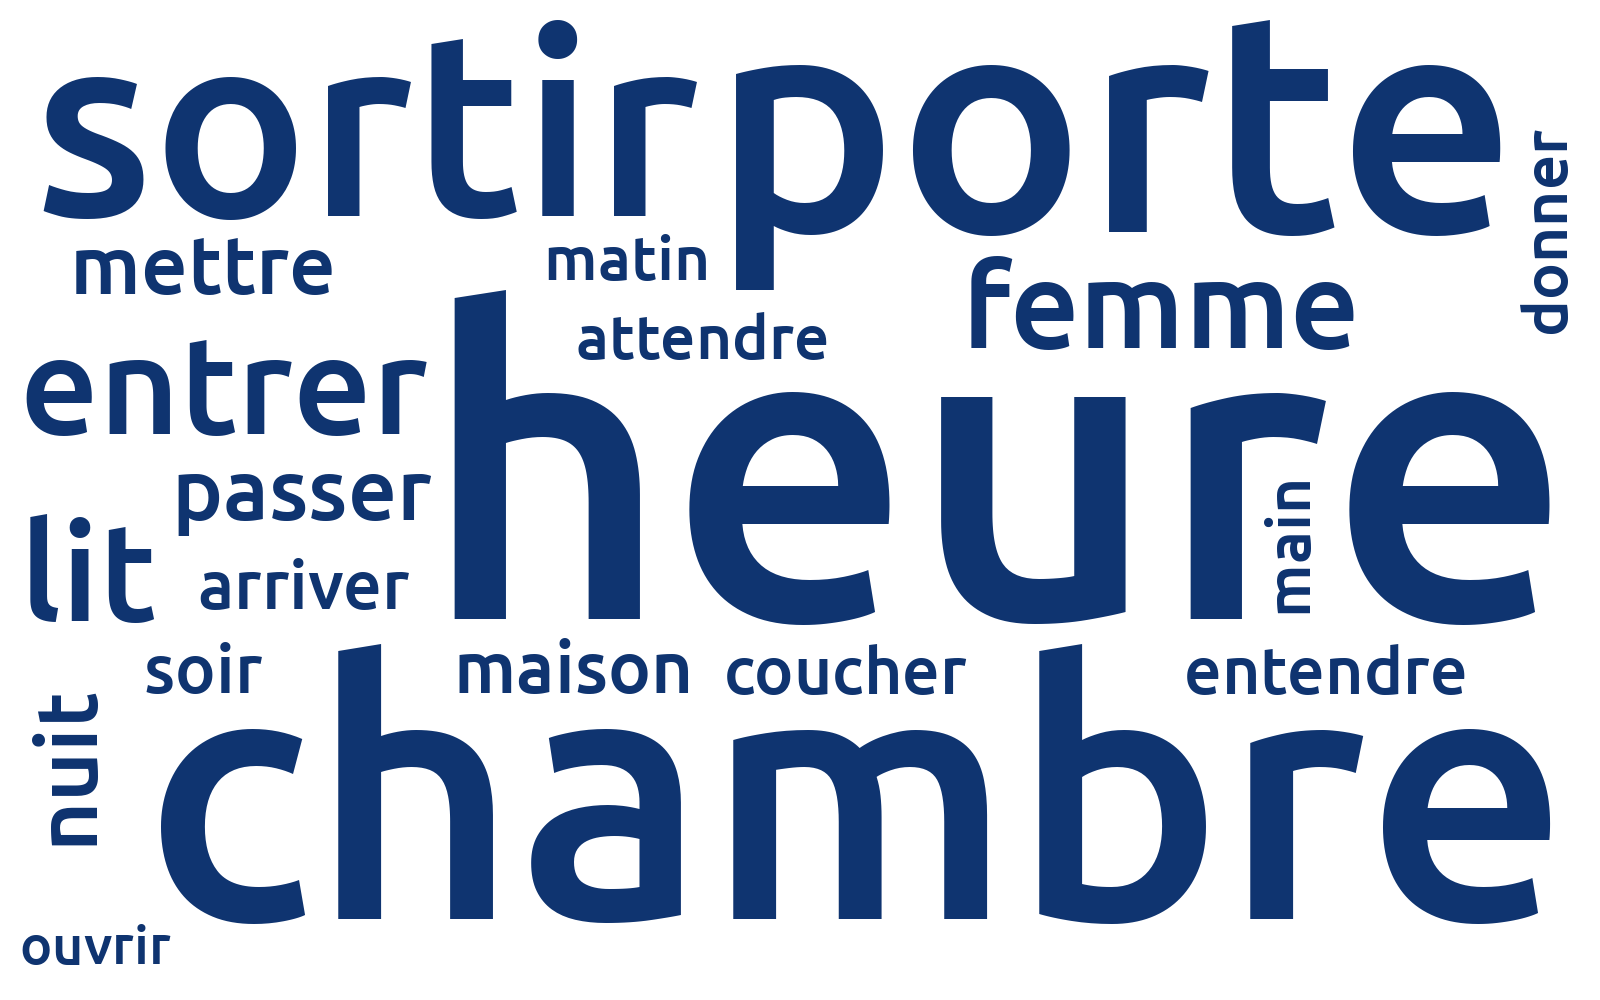 sortir
porte
donner
mettre
matin
femme
attendre
entrer
heure
passer
main
lit
arriver
soir
maison
coucher
entendre
nuit
chambre
ouvrir